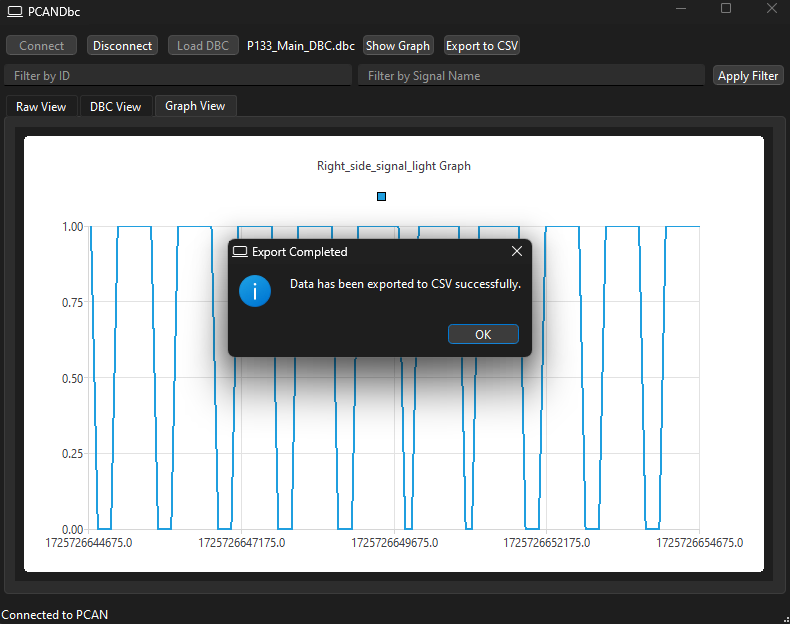 PCANDbc
Connect Disconnect Load DBC P133_Main_DBC.dbc Show Graph Export to CSV
Filter by ID Filter by Signal Name Apply Filter
Raw View DBC View Graph View
Right_side_signal_light Graph
1.00
0.75
0.50
0.25
0.00
1725726644675.0 1725726647175.0 1725726649675.0 1725726652175.0 1725726654675.0
Export Completed
Data has been exported to CSV successfully.
OK
Connected to PCAN